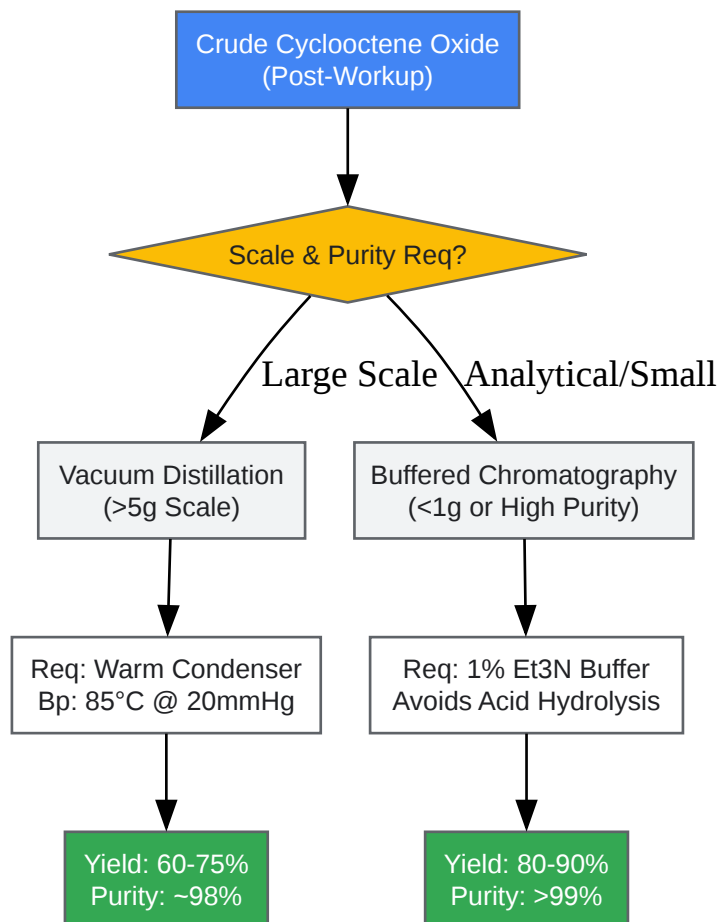 Crude Cyclooctene Oxide
(Post-Workup)
Scale & Purity Req?
Large Scale
Analytical/Small
Vacuum Distillation
(>5g Scale)
Buffered Chromatography
(<1g or High Purity)
Req: Warm Condenser
Bp: 85°C @ 20mmHg
Req: 1% Et3N Buffer
Avoids Acid Hydrolysis
Yield: 60-75%
Purity: ~98%
Yield: 80-90%
Purity: >99%